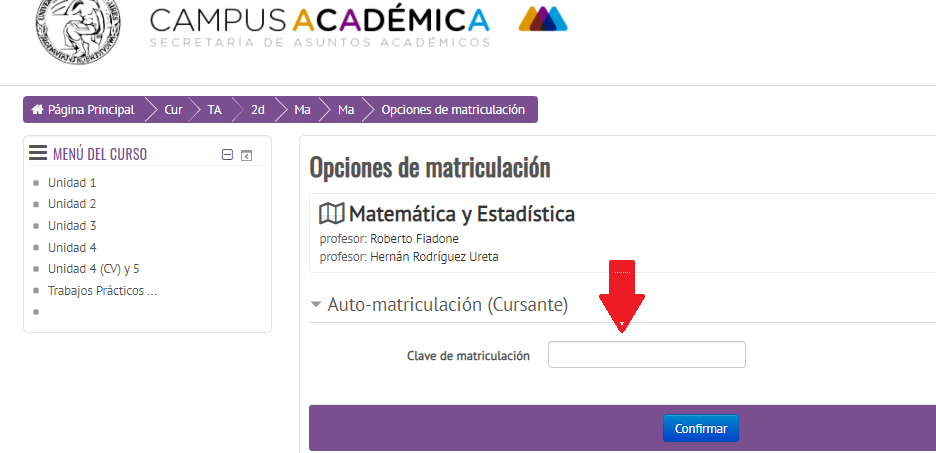 CAMPUS ACADÉMICA
SECRETARÍA DE ASUNTOS ACADÉMICOS
Página Principal Cur TA 2d Ma Ma Opciones de matriculación
MENÚ DEL CURSO
Unidad 1
Unidad 2
Unidad 3
Unidad 4
Unidad 4 (CV) y 5
Trabajos Prácticos ...
Opciones de matriculación
Matemática y Estadística
profesor: Roberto Fiadone
profesor: Hernán Rodríguez Ureta
Auto-matriculación (Cursante)
Clave de matriculación
Confirmar